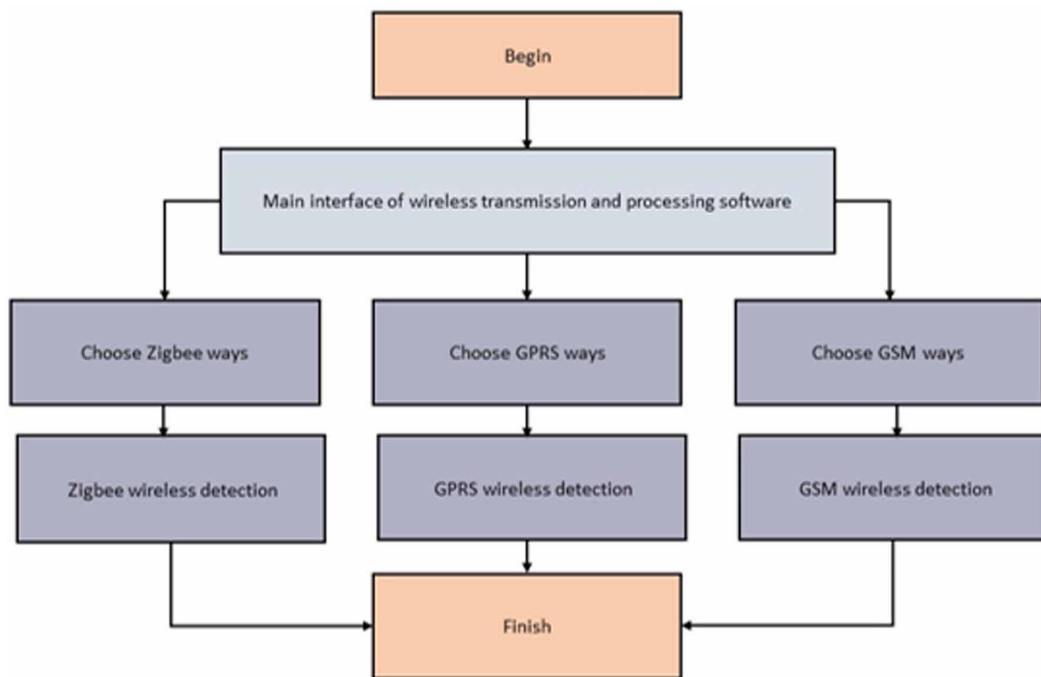 Begin
Main interface of wireless transmission and processing software
Choose Zigbee ways
Choose GPRS ways
Choose GSM ways
Zigbee wireless detection
GPRS wireless detection
GSM wireless detection
Finish